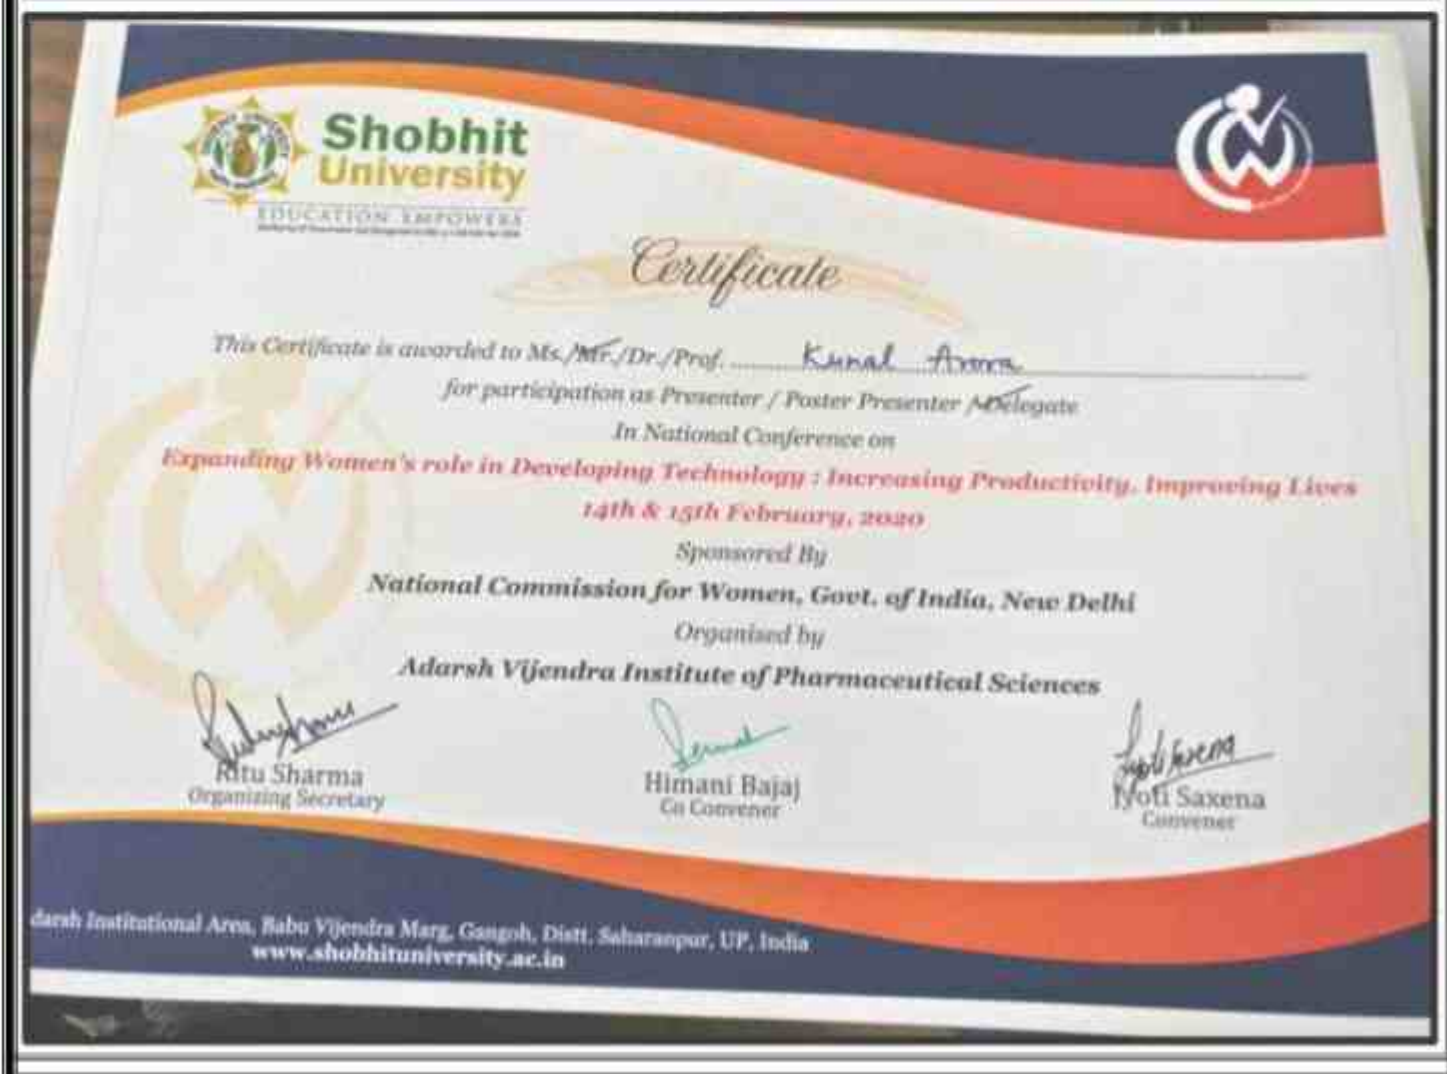 Shobhit
University
EDUCATION EMPOWERS
Certificate
This Certificate is awarded to Ms./Mr./Dr./Prof. ........ Kunal Arora
for participation as Presenter / Poster Presenter / Delegate
In National Conference on
Expanding Women's role in Developing Technology : Increasing Productivity, Improving Lives
14th & 15th February, 2020
Sponsored By
National Commission for Women, Govt. of India, New Delhi
Organised by
Adarsh Vijendra Institute of Pharmaceutical Sciences
Jyoti Saxena
Ritu Sharma
Organizing Secretary
Himani Bajaj
Co Convener
Jyoti Saxena
Convener
darsh Institutional Area, Babu Vijendra Marg, Gangoh, Distt. Saharanpur, UP, India
www.shobhituniversity.ac.in